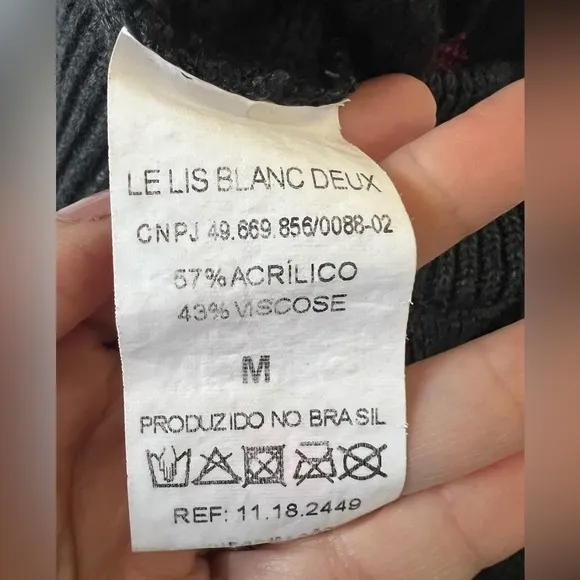 LE LIS BLANC DEUX
CNPJ 49.669.856/0088-02
57% ACRÍLICO
43% VISCOSE
M
PRODUZIDO NO BRASIL
REF: 11.18.2449